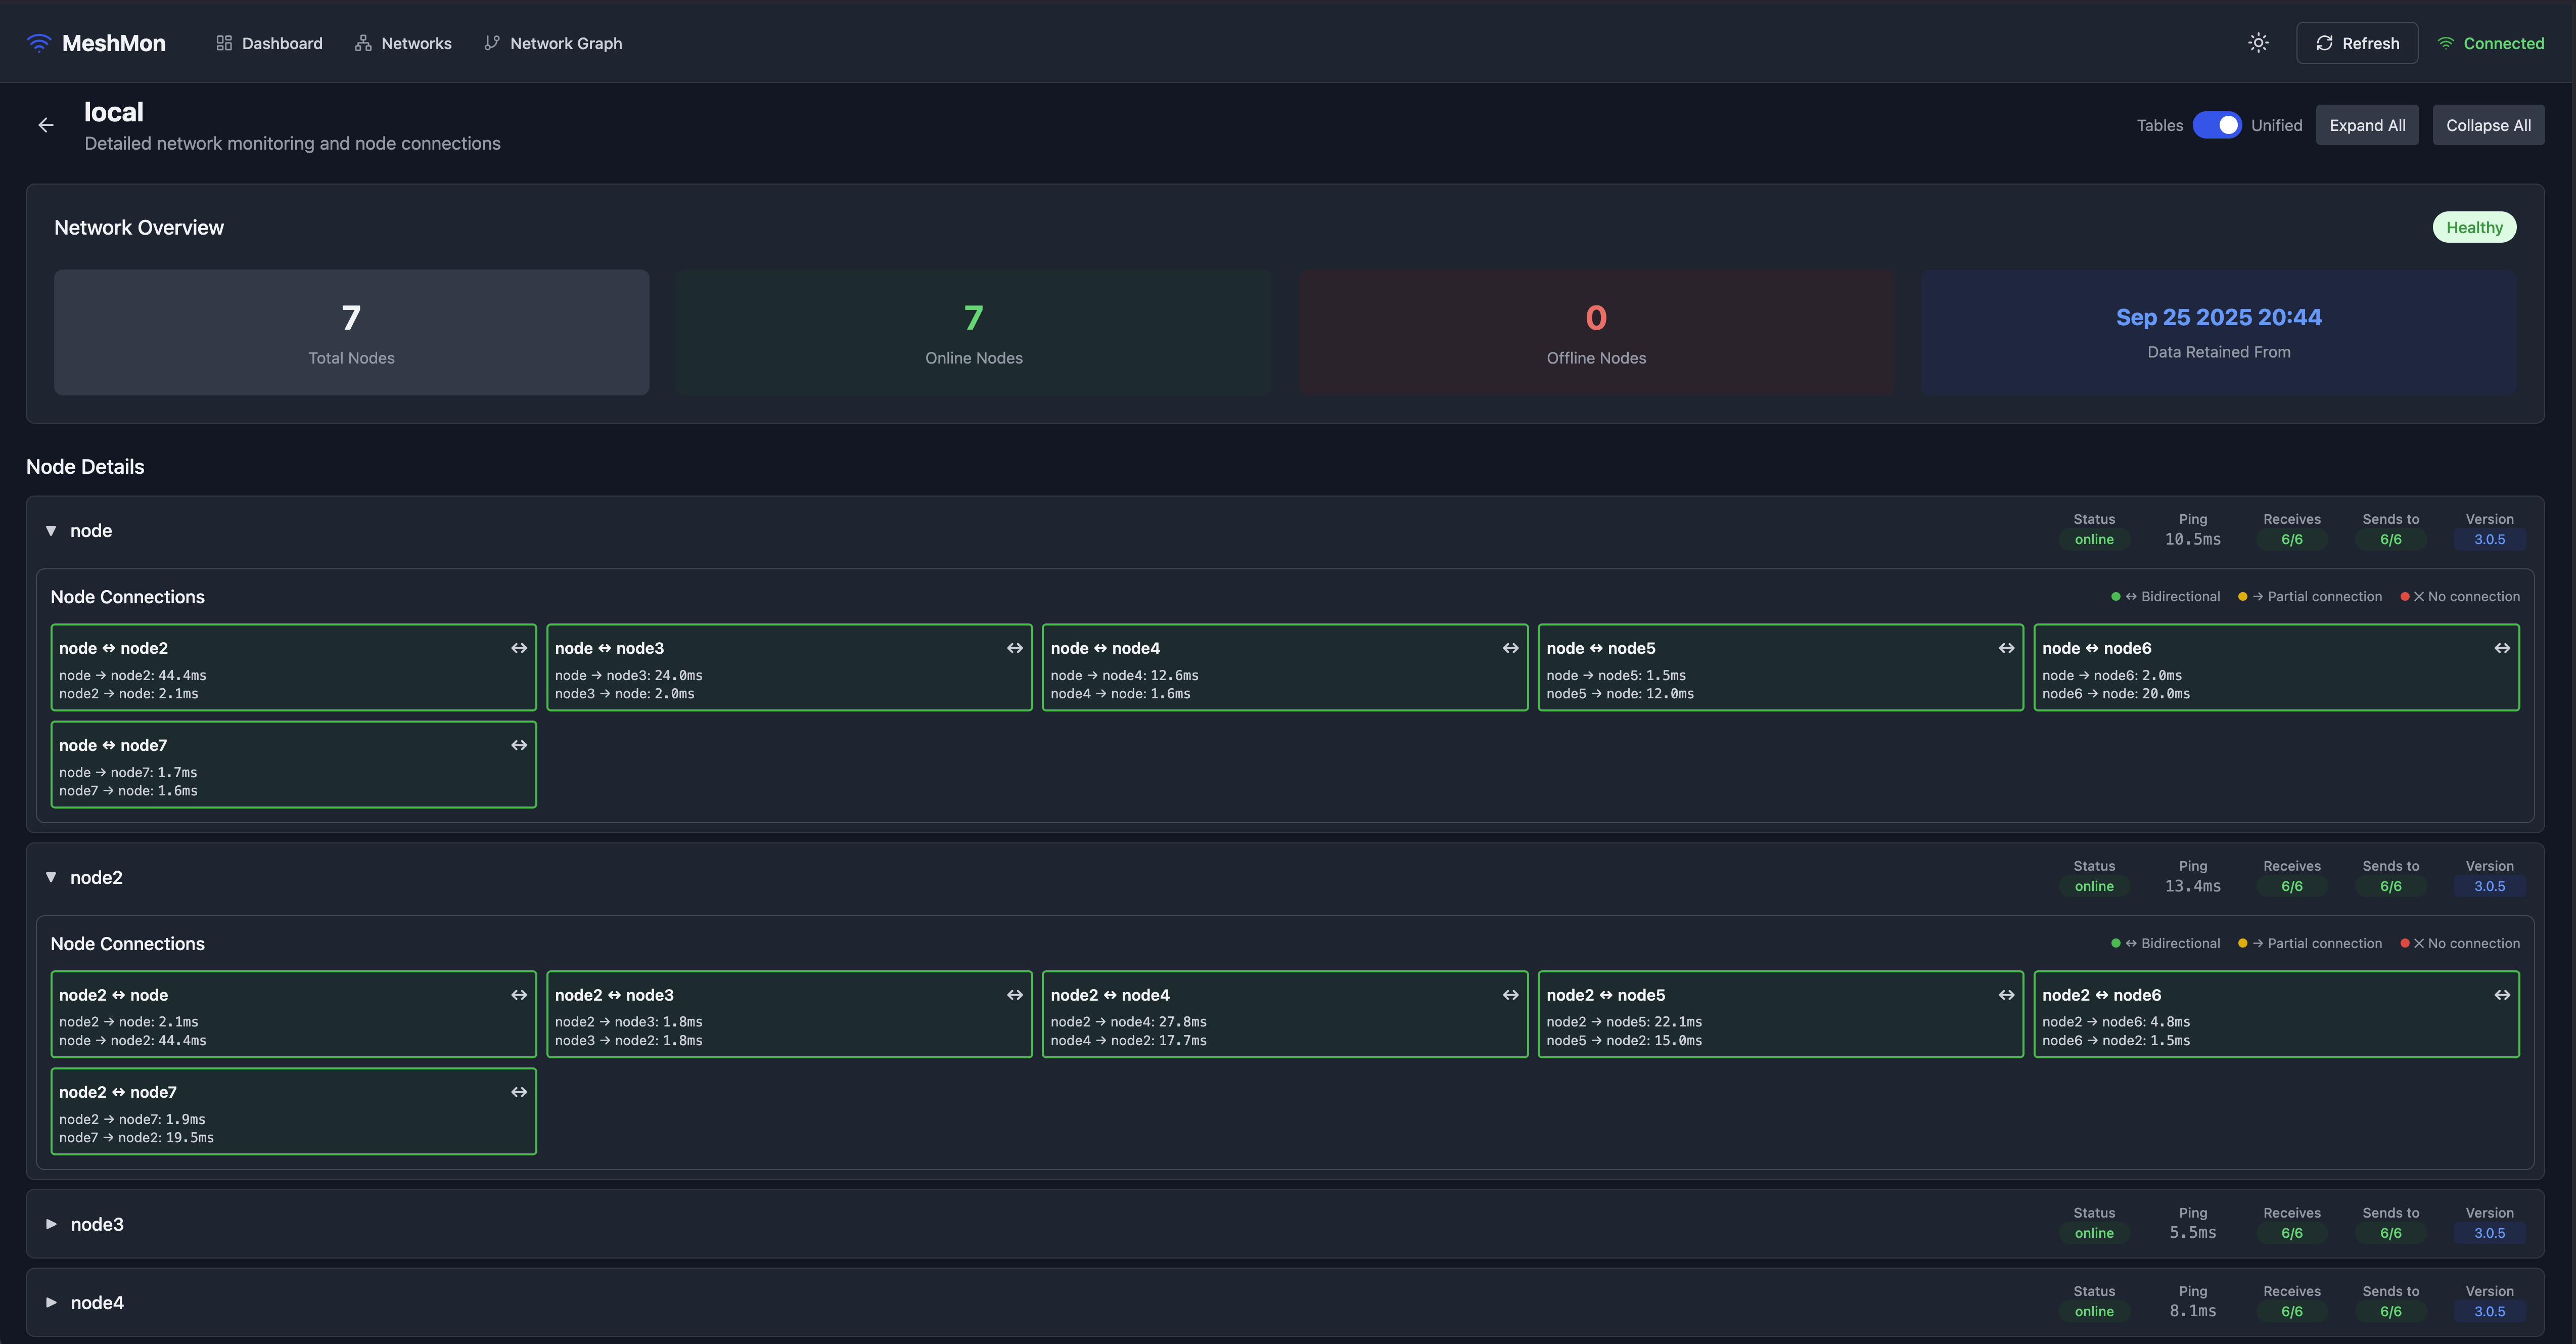 MeshMon Dashboard Networks Network Graph Refresh Connected
local
Detailed network monitoring and node connections
Tables Unified Expand All Collapse All
Network Overview Healthy
7
Total Nodes
7
Online Nodes
0
Offline Nodes
Sep 25 2025 20:44
Data Retained From
Node Details
▼ node
Status Ping Receives Sends to Version
online 10.5ms 6/6 6/6 3.0.5
Node Connections
↔ Bidirectional → Partial connection ✕ No connection
node ↔ node2 ↔
node → node2: 44.4ms
node2 → node: 2.1ms
node ↔ node3 ↔
node → node3: 24.0ms
node3 → node: 2.0ms
node ↔ node4 ↔
node → node4: 12.6ms
node4 → node: 1.6ms
node ↔ node5 ↔
node → node5: 1.5ms
node5 → node: 12.0ms
node ↔ node6 ↔
node → node6: 2.0ms
node6 → node: 20.0ms
node ↔ node7 ↔
node → node7: 1.7ms
node7 → node: 1.6ms
▼ node2
Status Ping Receives Sends to Version
online 13.4ms 6/6 6/6 3.0.5
Node Connections
↔ Bidirectional → Partial connection ✕ No connection
node2 ↔ node ↔
node2 → node: 2.1ms
node → node2: 44.4ms
node2 ↔ node3 ↔
node2 → node3: 1.8ms
node3 → node2: 1.8ms
node2 ↔ node4 ↔
node2 → node4: 27.8ms
node4 → node2: 17.7ms
node2 ↔ node5 ↔
node2 → node5: 22.1ms
node5 → node2: 15.0ms
node2 ↔ node6 ↔
node2 → node6: 4.8ms
node6 → node2: 1.5ms
node2 ↔ node7 ↔
node2 → node7: 1.9ms
node7 → node2: 19.5ms
▶ node3
Status Ping Receives Sends to Version
online 5.5ms 6/6 6/6 3.0.5
▶ node4
Status Ping Receives Sends to Version
online 8.1ms 6/6 6/6 3.0.5